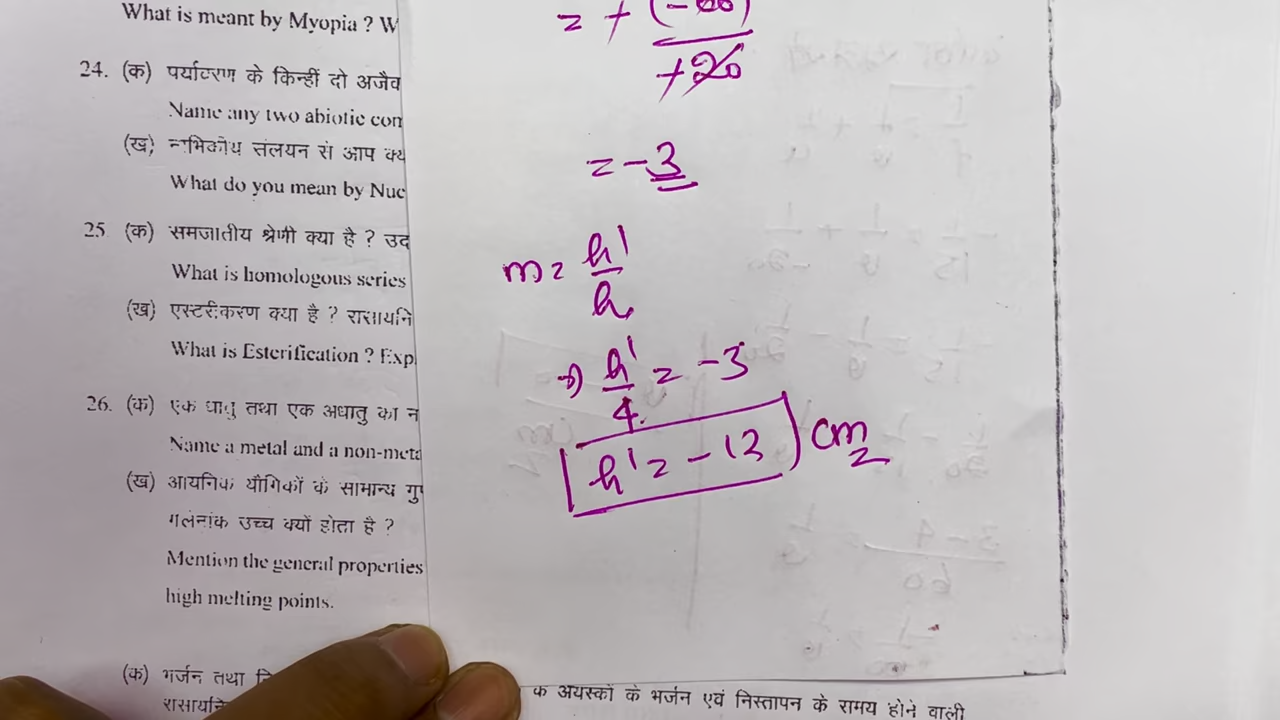 What is meant by Myopia ? W
24. (क) पर्यावरण के किन्हीं दो अजैव
Name any two abiotic con
(ख) नाभिकीय संलयन से आप क्य
What do you mean by Nuc
25. (क) समजातीय श्रेणी क्या है ? उद
What is homologous series
(ख) एस्टरीकरण क्या है ? रासायनि
What is Esterification ? Exp
26. (क) एक धातु तथा एक अधातु का न
Name a metal and a non-meta
(ख) आयनिक यौगिकों के सामान्य गु
गलनांक उच्च क्यों होता है ?
Mention the general properties
high melting points.
(क) भर्जन तथा नि
रासायनि
के अयस्कों के भर्जन एवं निस्तापन के समय होने वाली
= +
+20
= -3
m = h'/h
⇒ h'/4 = -3
h' = -12 cm